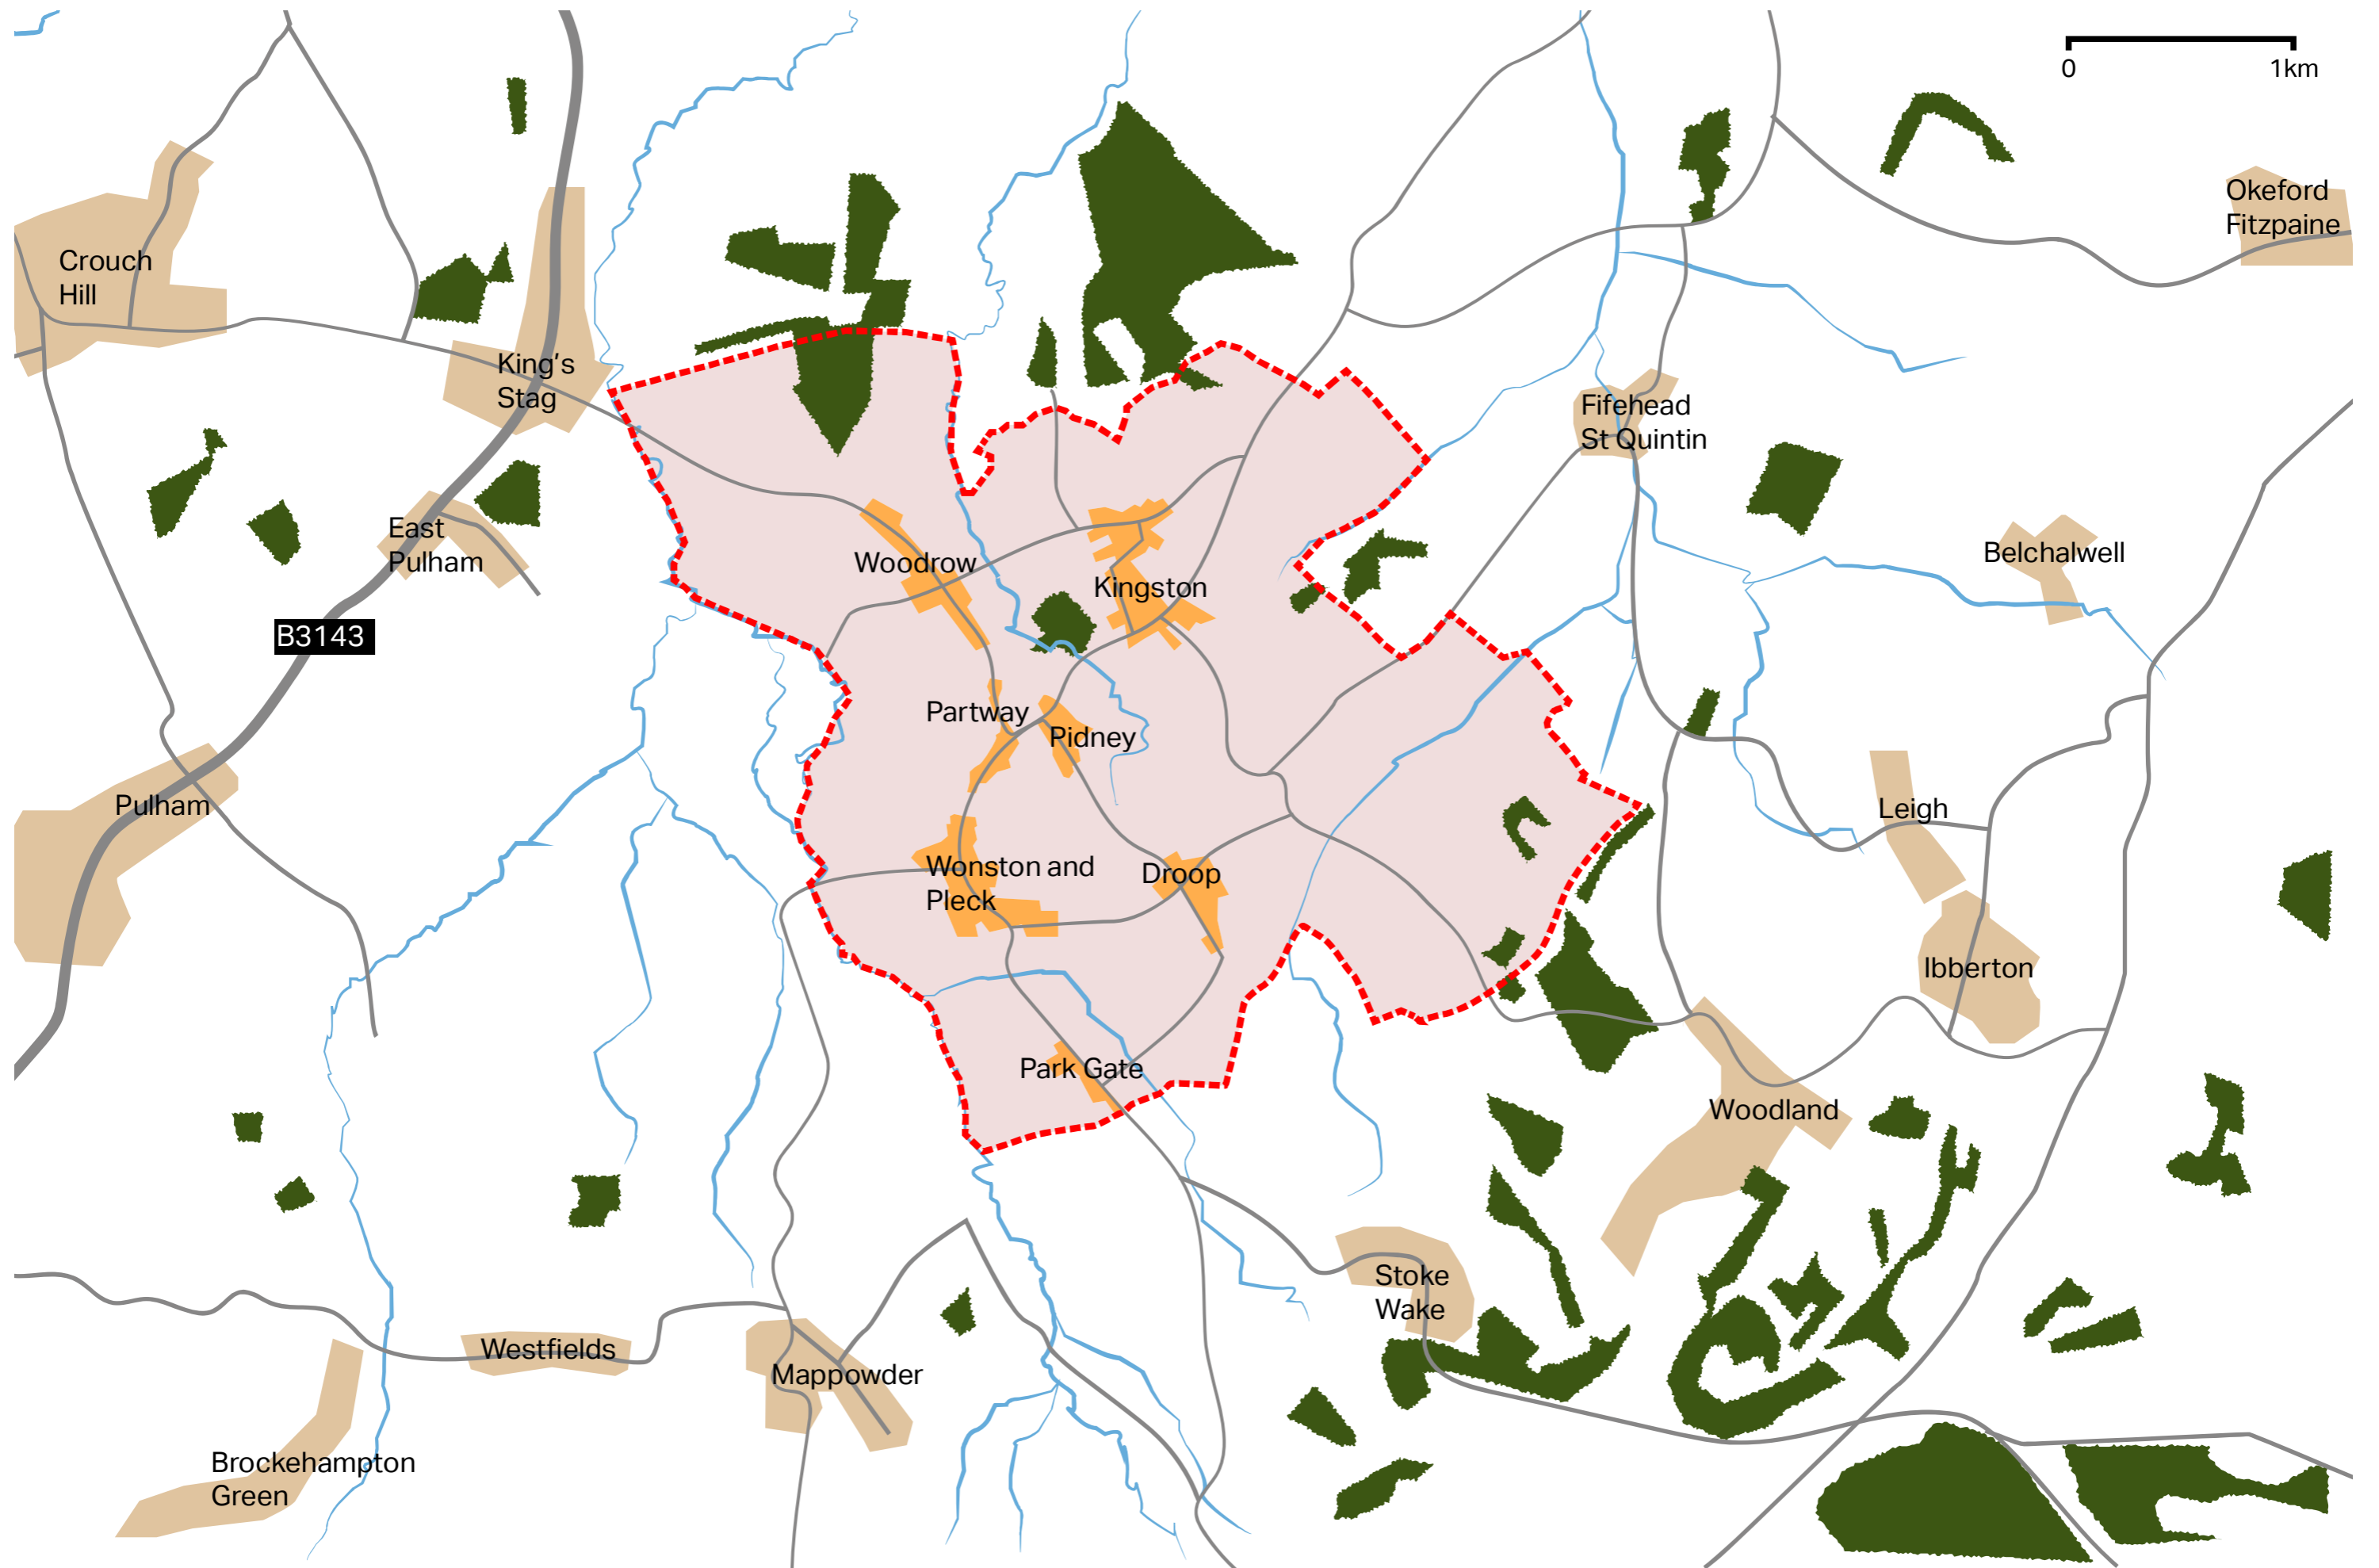 0
1km
Okeford
Fitzpaine
Crouch
Hill
King's
Stag
Fifehead
St Quintin
East
Pulham
Belchalwell
Woodrow
Kingston
B3143
Partway
Pidney
Pulham
Leigh
Wonston and
Pleck
Droop
Ibberton
Park Gate
Woodland
Stoke
Wake
Westfields
Mappowder
Brockehampton
Green